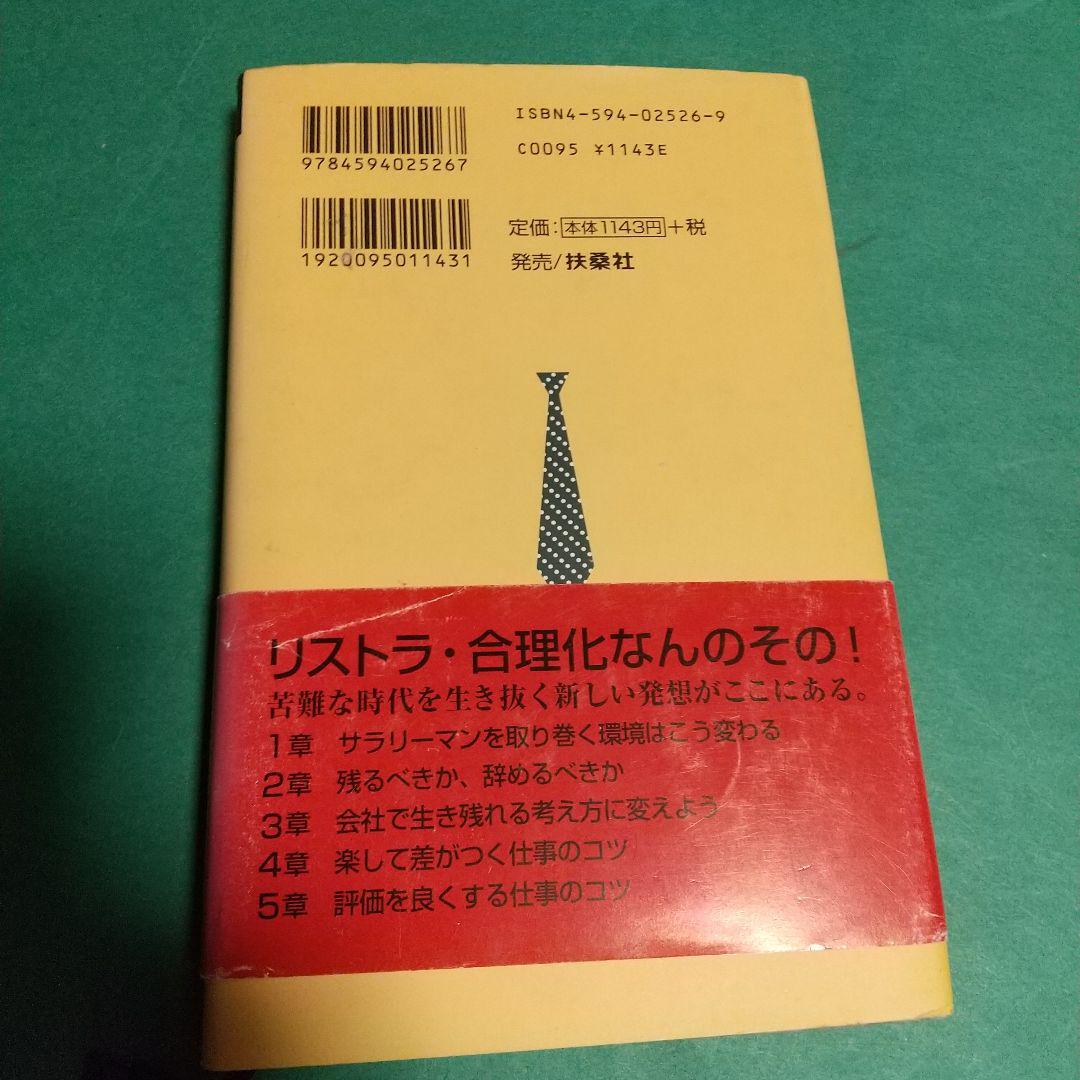 ISBN4-594-02526-9
9784594025267
C0095 ¥1143E
定価:本体1143円+税
1920095011431
発売/扶桑社
リストラ・合理化なんのその!
苦難な時代を生き抜く新しい発想がここにある。
1章 サラリーマンを取り巻く環境はこう変わる
2章 残るべきか、辞めるべきか
3章 会社で生き残れる考え方に変えよう
4章 楽して差がつく仕事のコツ
5章 評価を良くする仕事のコツ